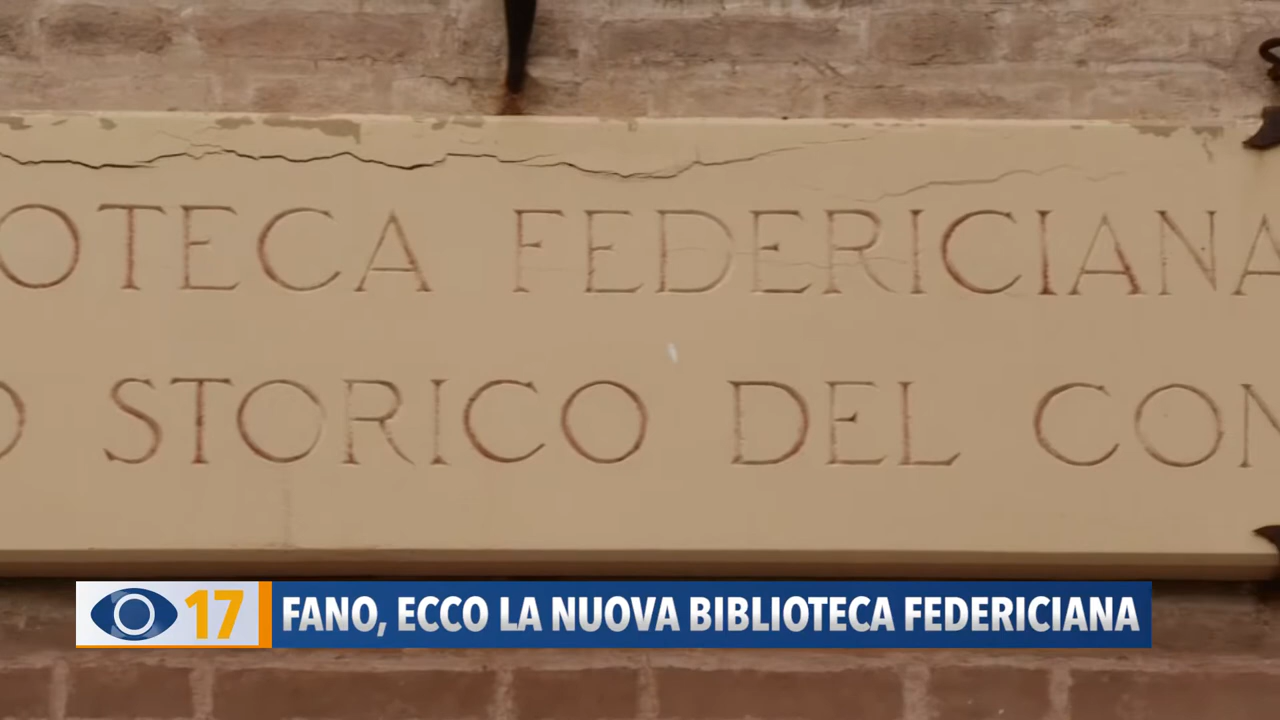 OTECA FEDERICIANA
O STORICO DEL CON
17 FANO, ECCO LA NUOVA BIBLIOTECA FEDERICIANA